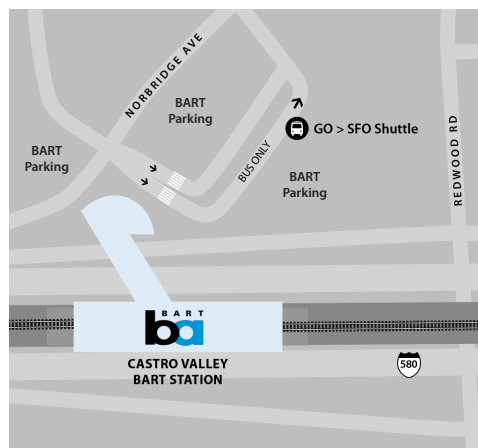 NORBRIDGE AVE
BART
Parking
BART
Parking
GO > SFO Shuttle
BUS ONLY
BART
Parking
REDWOOD RD
BART
ba
CASTRO VALLEY
BART STATION
580